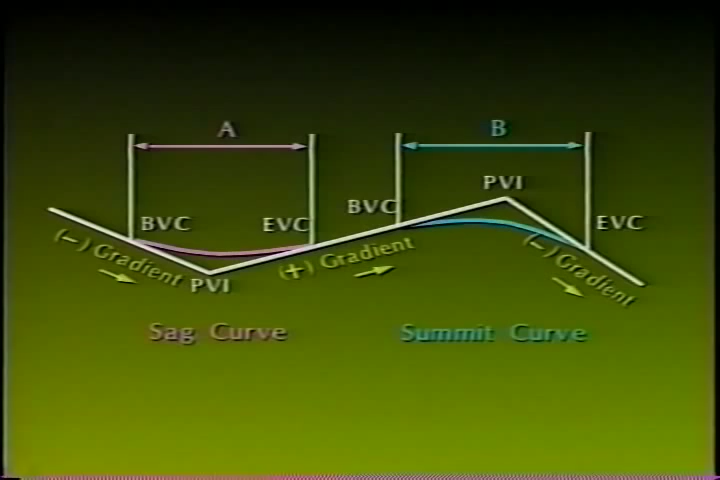 A
B
PVI
BVC
EVC
BVC
EVC
(−) Gradient
PVI
(+) Gradient
(−) Gradient
Sag Curve
Summit Curve